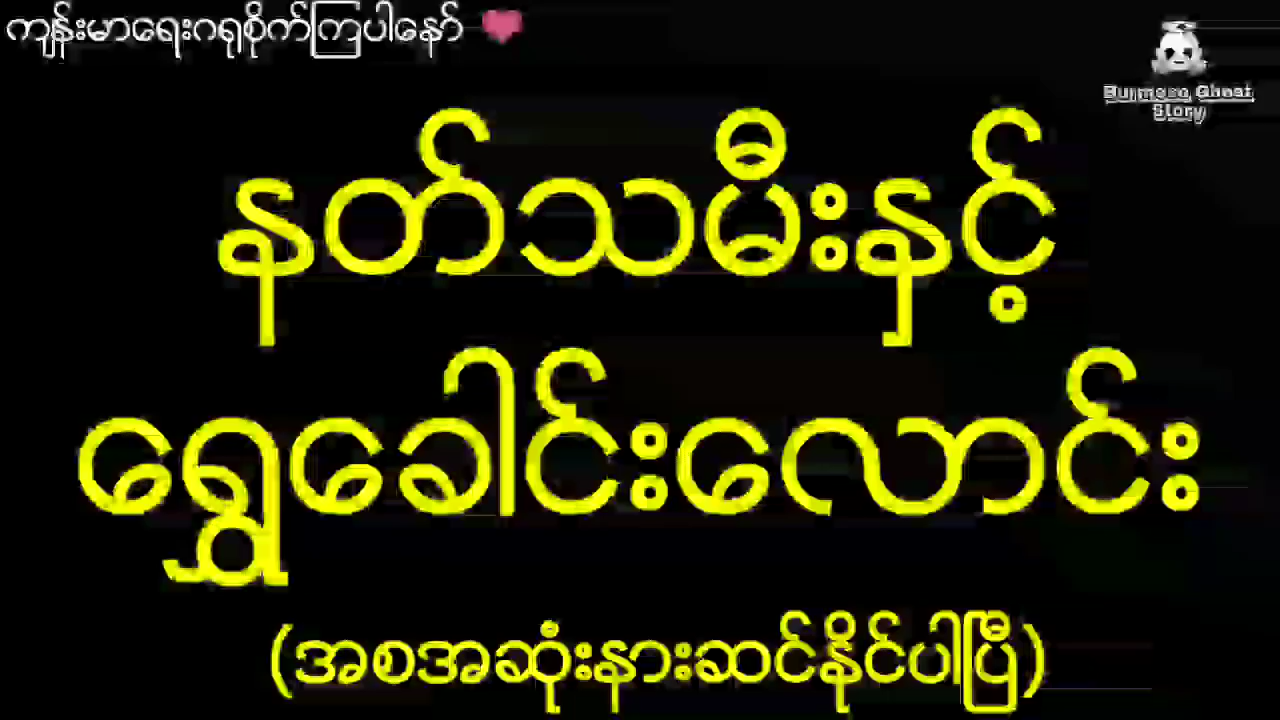 ကျန်းမာရေးဂရုစိုက်ကြပါနော် ❤
Burmese Ghost
Story
နတ်သမီးနှင့်
ရွှေခေါင်းလောင်း
(အစအဆုံးနားဆင်နိုင်ပါပြီ)